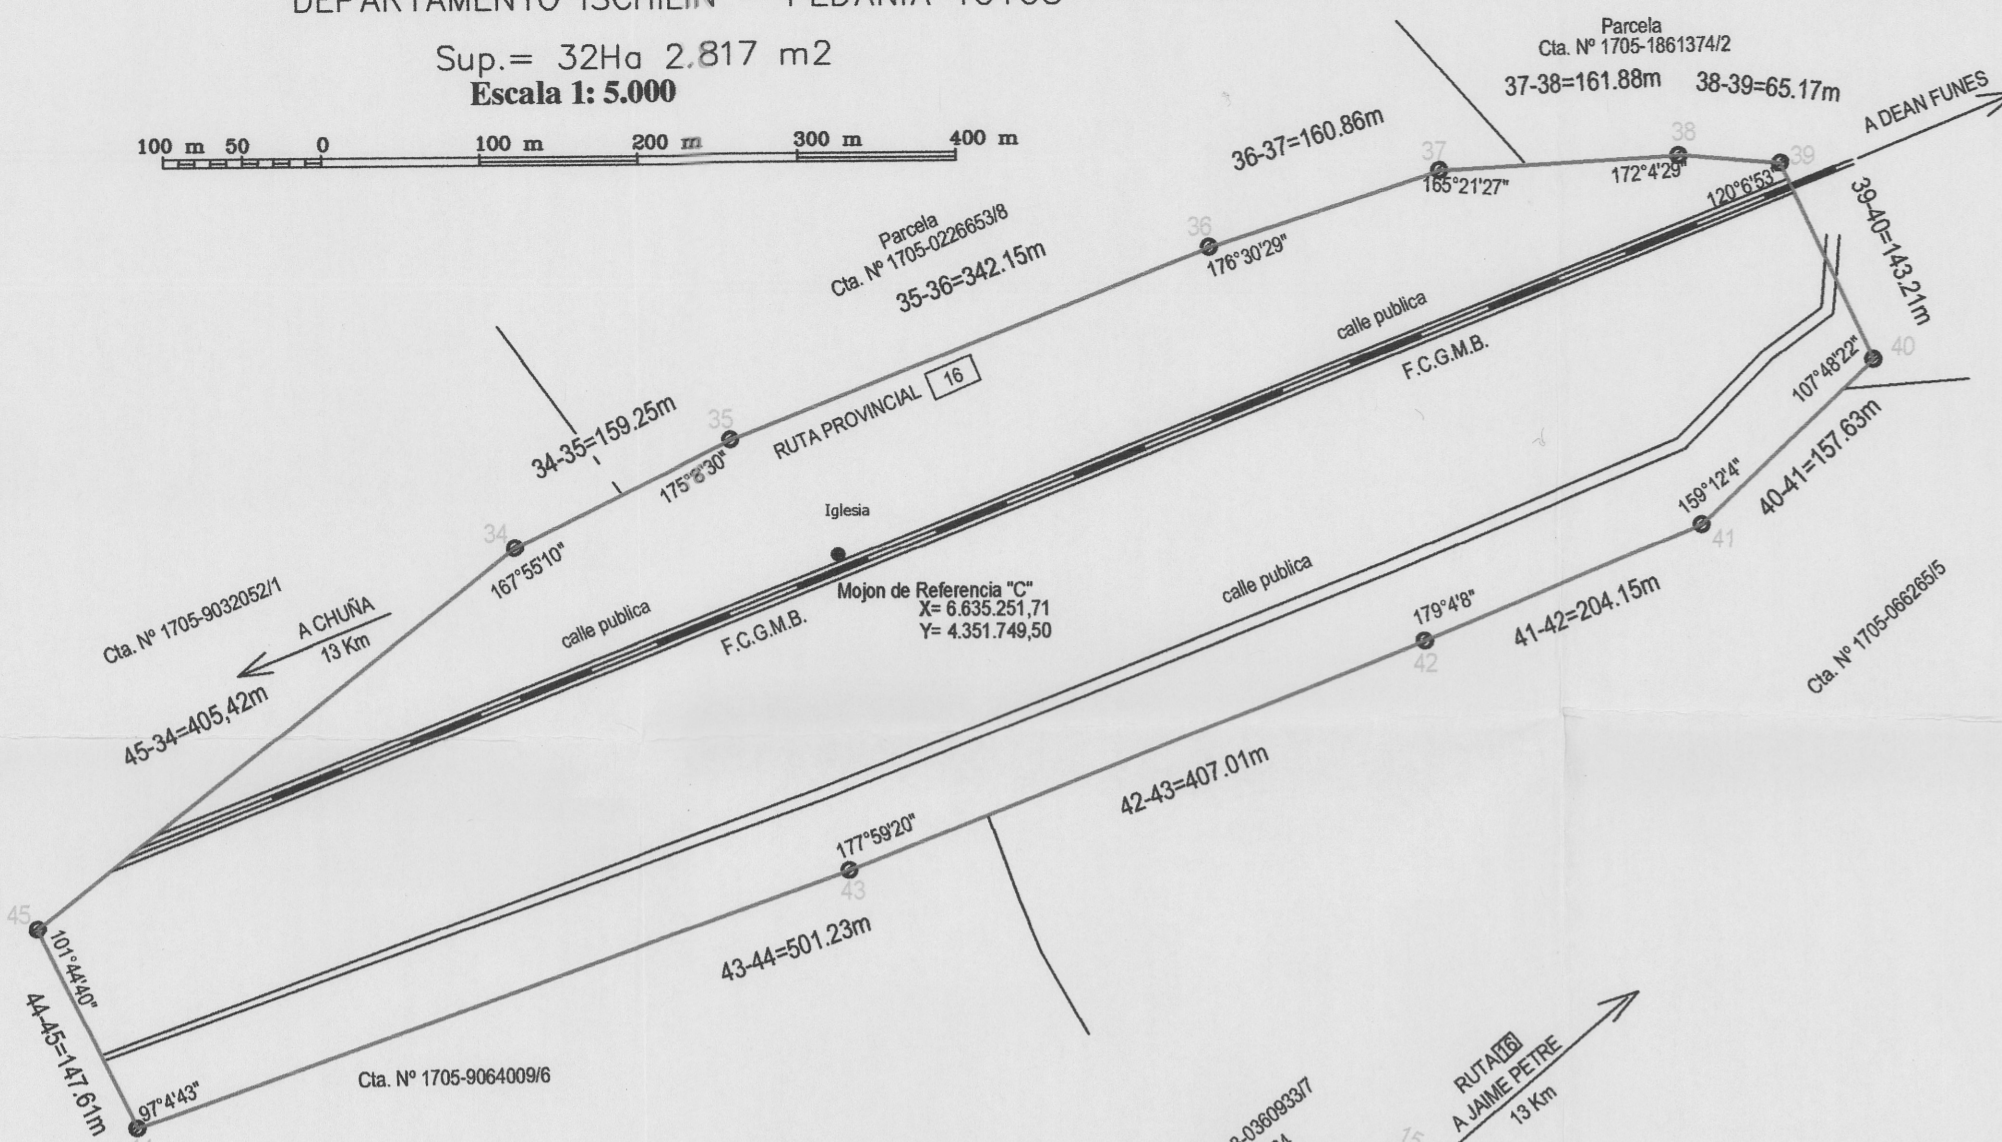 DEPARTAMENTO ISCHILIN PEDANIA TOYOS
Sup.= 32Ha 2.817 m2
Escala 1: 5.000
100 m 50 0 100 m 200 m 300 m 400 m
Parcela
Cta. Nº 1705-1861374/2
37-38=161.88m 38-39=65.17m
A DEAN FUNES
36-37=160.86m
37
38
39
165°21'27"
172°4'29"
120°6'53"
39-40=143.21m
Parcela
Cta. Nº 1705-0226653/8
35-36=342.15m
36
176°30'29"
calle publica
F.C.G.M.B.
40
107°48'22"
40-41=157.63m
34-35=159.25m
35
175°8'30"
RUTA PROVINCIAL 16
Iglesia
34
167°55'10"
159°12'4"
41
Mojon de Referencia "C"
X= 6.635.251,71
Y= 4.351.749,50
calle publica
calle publica
F.C.G.M.B.
179°4'8"
41-42=204.15m
42
Cta. Nº 1705-066265/5
Cta. Nº 1705-9032052/1
A CHUÑA
13 Km
45-34=405,42m
42-43=407.01m
177°59'20"
43
43-44=501.23m
45
101°44'40"
44-45=147.61m
97°4'43"
Cta. Nº 1705-9064009/6
-0360933/7
RUTA 16
A JAIME PETRE
13 Km
15